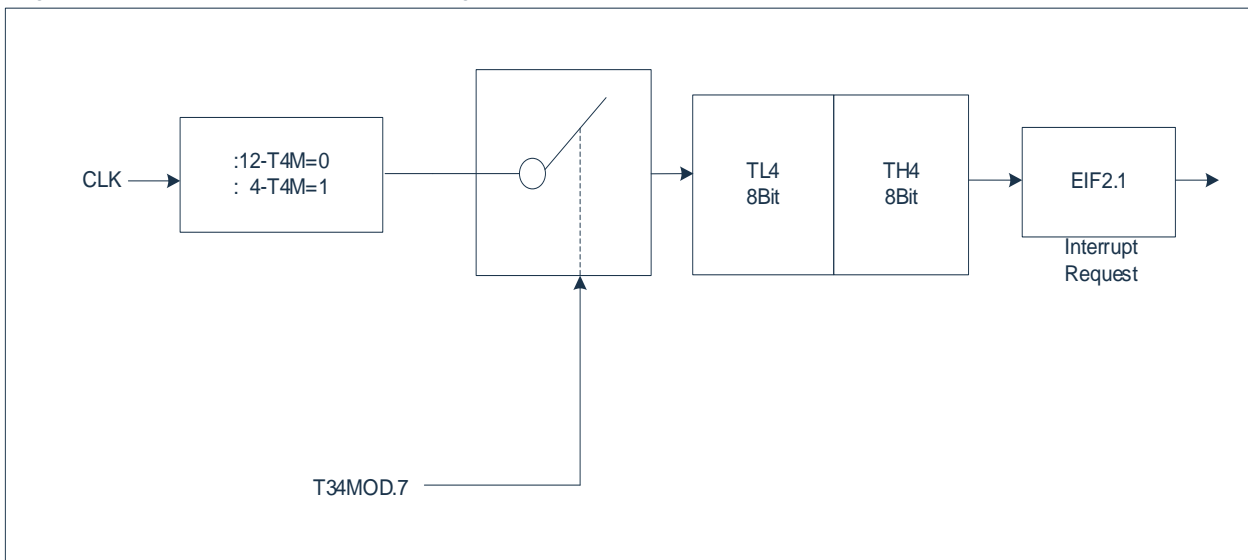 CLK
:12-T4M=0
: 4-T4M=1
TL4
8Bit
TH4
8Bit
EIF2.1
Interrupt
Request
T34MOD.7